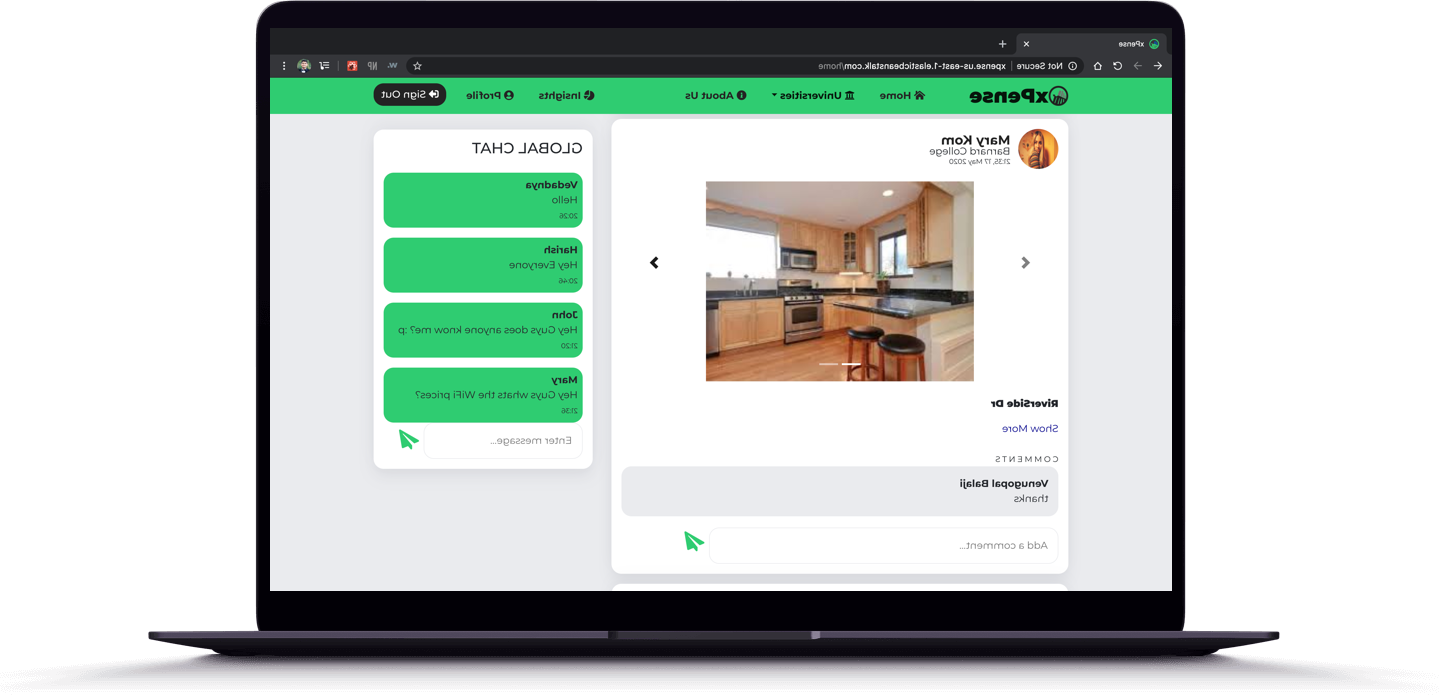 xPense
Not Secure | xpense.us-east-1.elasticbeanstalk.com/home
w.
NP
xPense
Home
Universities
About Us
Insights
Profile
Sign Out
Mary Kom
Barnard College
21:35, 17 May 2020
RiverSide Dr
Show More
COMMENTS
Venugopal Balaji
thanks
Add a comment...
GLOBAL CHAT
Vedadnya
Hello
20:26
Harish
Hey Everyone
20:46
John
Hey Guys does anyone know me? :p
21:20
Mary
Hey Guys whats the WiFi prices?
21:36
Enter message...